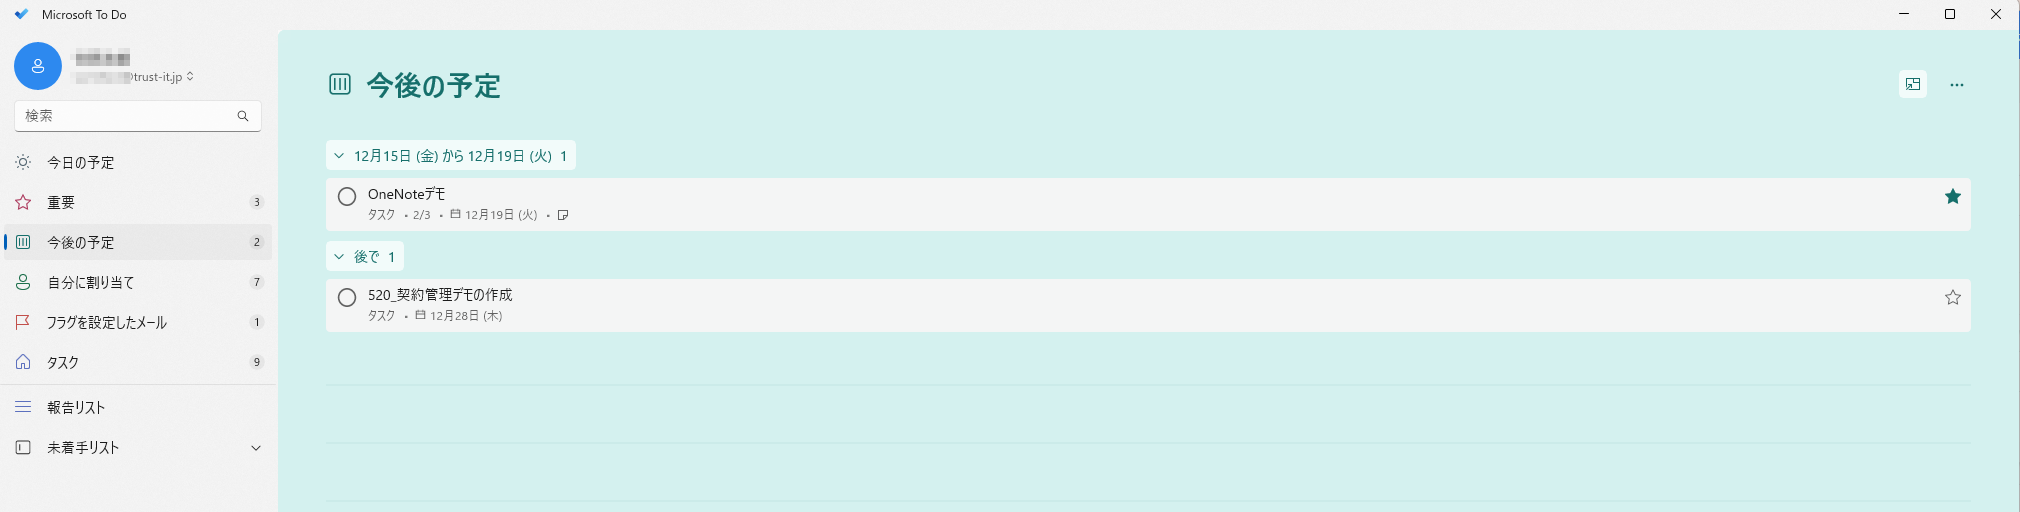 Microsoft To Do
trust-it.jp
検索
今日の予定
重要 3
今後の予定 2
自分に割り当て 7
フラグを設定したメール 1
タスク 9
報告リスト
未着手リスト
今後の予定
12月15日 (金) から 12月19日 (火) 1
OneNoteデモ
タスク • 2/3 • 12月19日 (火) •
後で 1
520_契約管理デモの作成
タスク • 12月28日 (木)